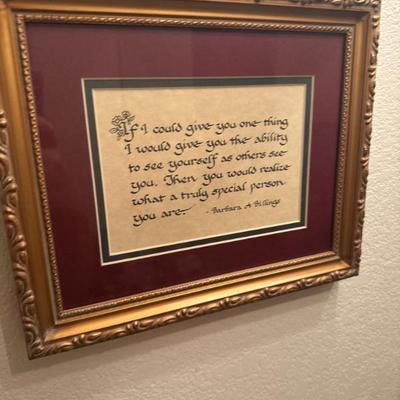 If I could give you one thing
I would give you the ability
to see yourself as others see
you. Then you would realize
what a truly special person
you are. - Barbara A Billings